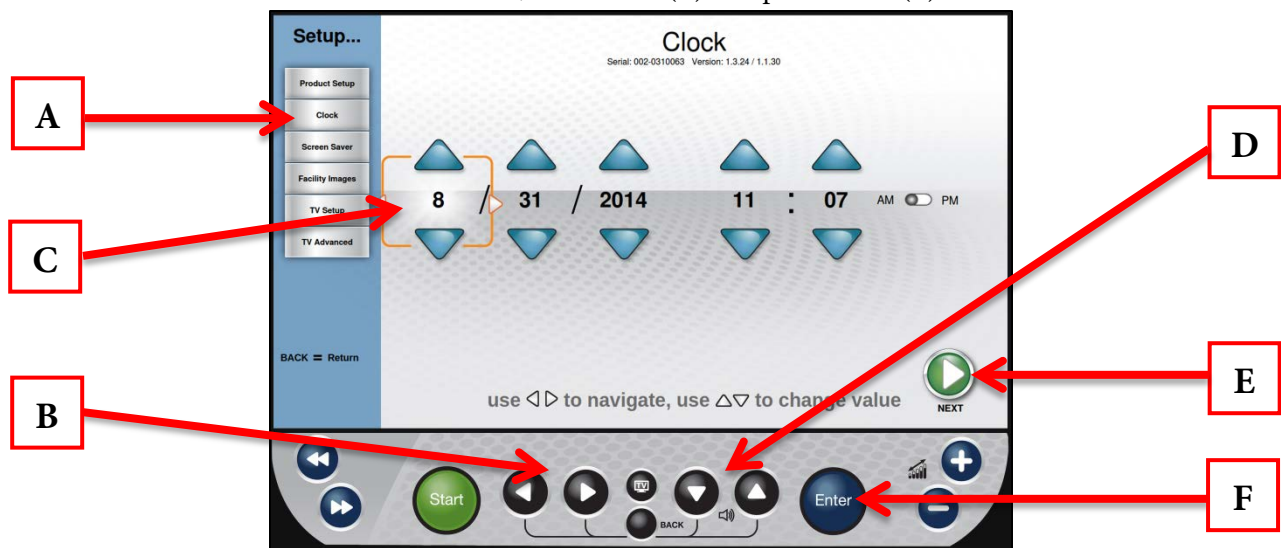 Setup...
Clock
Serial: 002-0310063 Version: 1.3.24 / 1.1.30
Product Setup
A
Clock
D
Screen Saver
Facility Images
8 / 31 / 2014 11 : 07 AM PM
TV Setup
C
TV Advanced
BACK = Return
E
B
use ◁ ▷ to navigate, use △▽ to change value
NEXT
Start
TV
BACK
Enter
F